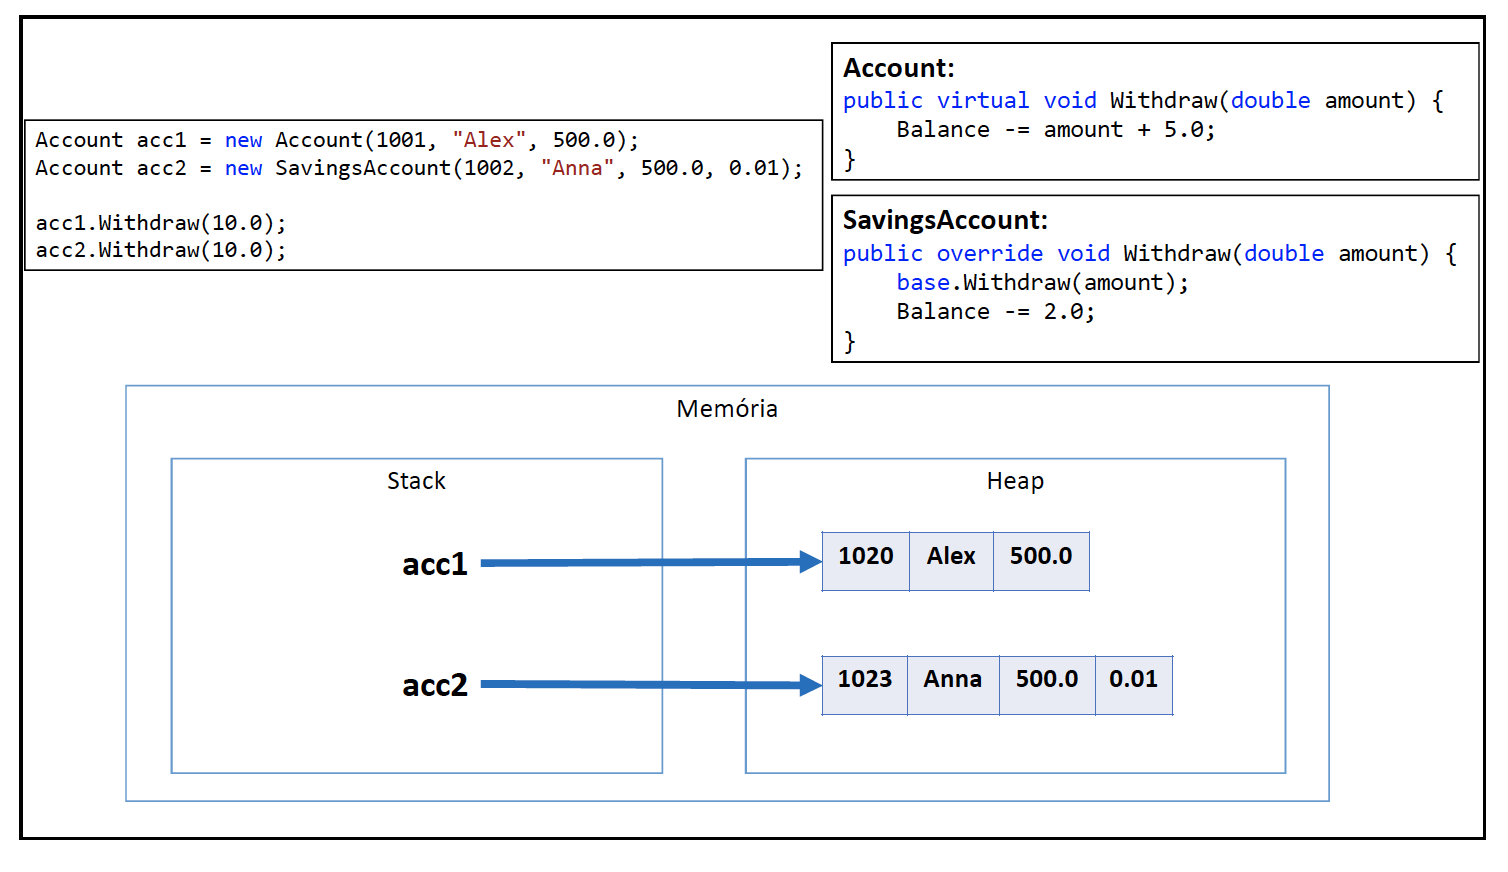 Account acc1 = new Account(1001, "Alex", 500.0);
Account acc2 = new SavingsAccount(1002, "Anna", 500.0, 0.01);
acc1.Withdraw(10.0);
acc2.Withdraw(10.0);
Account:
public virtual void Withdraw(double amount) {
Balance -= amount + 5.0;
}
SavingsAccount:
public override void Withdraw(double amount) {
base.Withdraw(amount);
Balance -= 2.0;
}
Memória
Stack
acc1
acc2
Heap
1020 Alex 500.0
1023 Anna 500.0 0.01